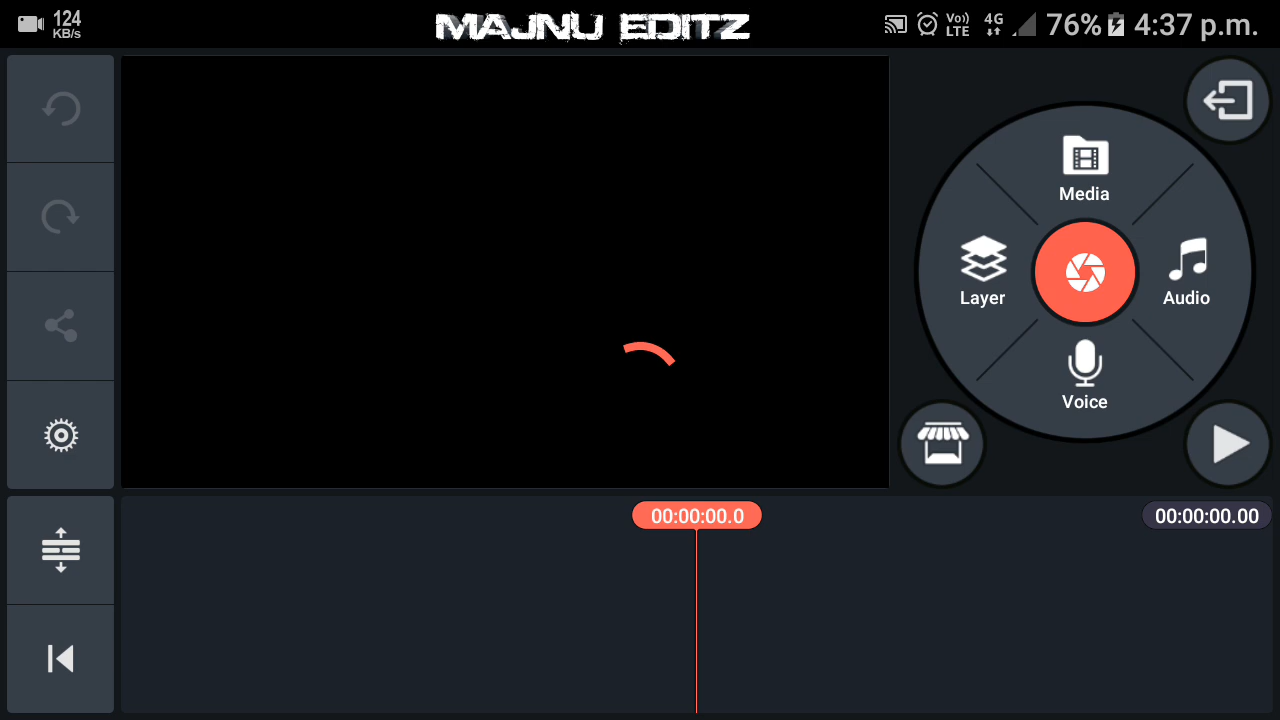 124
KB/s
MAJNU EDITZ
Vo)
LTE
4G
76%
4:37 p.m.
Media
Layer
Audio
Voice
00:00:00.0
00:00:00.00